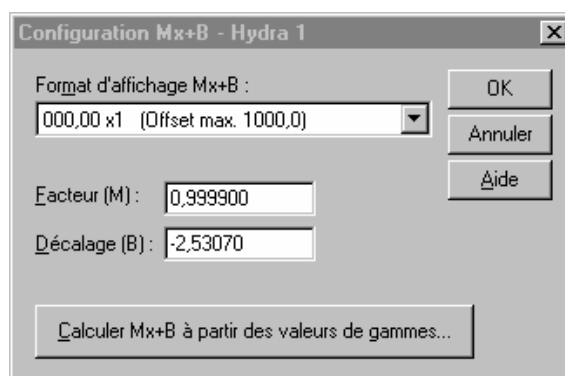 Configuration Mx+B - Hydra 1
Format d'affichage Mx+B :
000,00 x1 (Offset max. 1000,0)
OK
Annuler
Aide
Facteur (M) :
0,999900
Décalage (B) :
-2,53070
Calculer Mx+B à partir des valeurs de gammes...